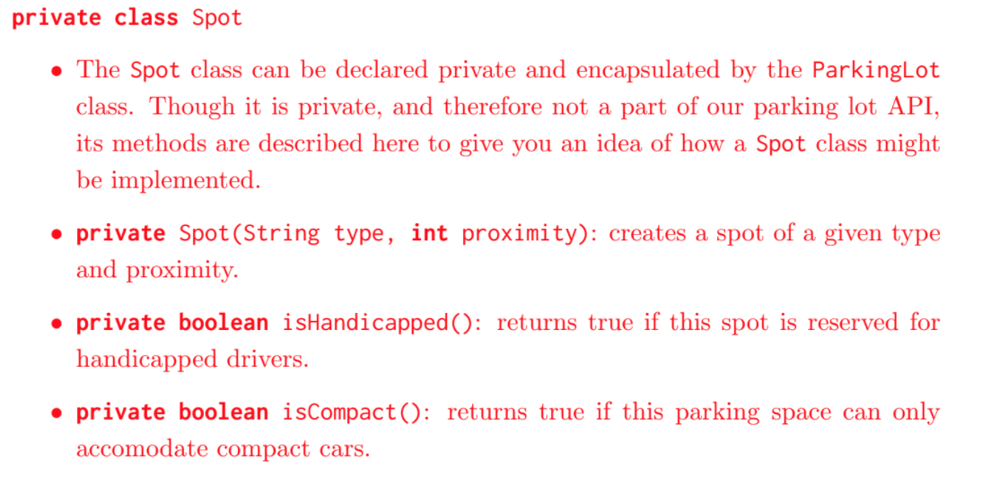 private class Spot
• The Spot class can be declared private and encapsulated by the ParkingLot
class. Though it is private, and therefore not a part of our parking lot API,
its methods are described here to give you an idea of how a Spot class might
be implemented.
• private Spot(String type, int proximity): creates a spot of a given type
and proximity.
• private boolean isHandicapped(): returns true if this spot is reserved for
handicapped drivers.
• private boolean isCompact(): returns true if this parking space can only
accomodate compact cars.